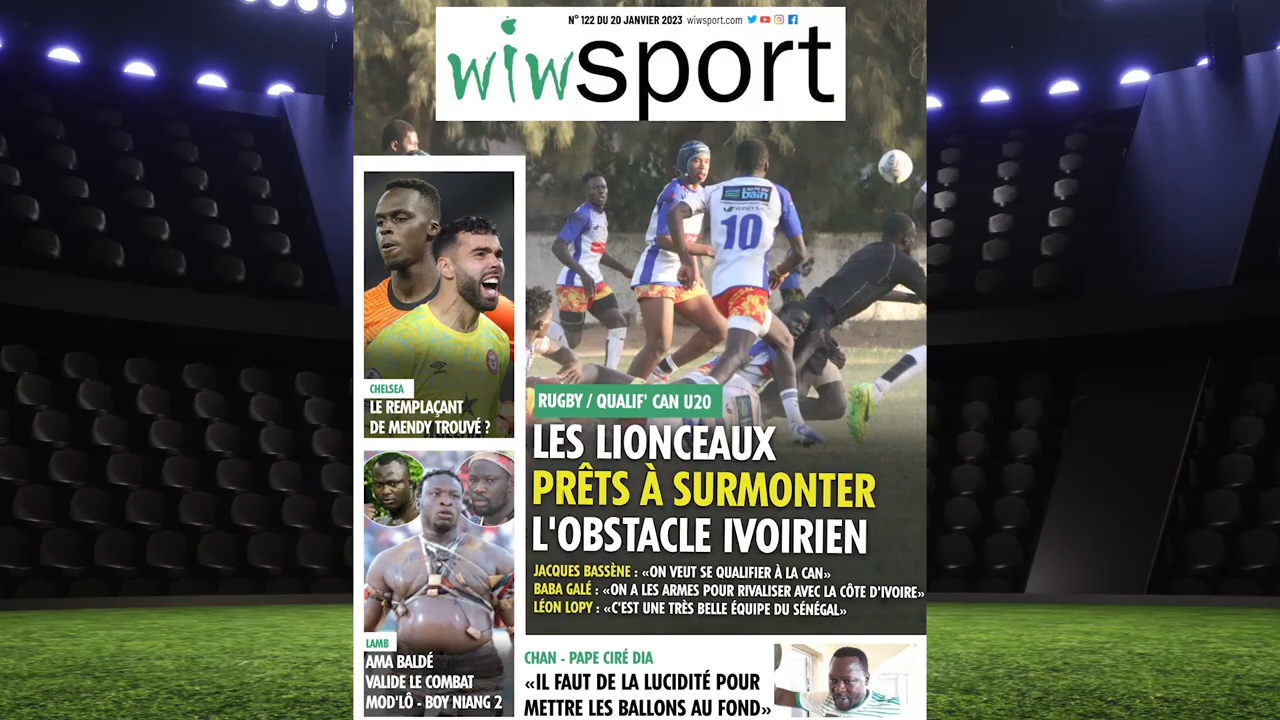 N° 122 DU 20 JANVIER 2023 wiwsport.com
wiwsport
AU FIL DU
bain
10
CHELSEA
LE REMPLAÇANT
DE MENDY TROUVÉ ?
RUGBY / QUALIF' CAN U20
LES LIONCEAUX
PRÊTS À SURMONTER
L'OBSTACLE IVOIRIEN
JACQUES BASSÈNE : «ON VEUT SE QUALIFIER À LA CAN»
BABA GALÉ : «ON A LES ARMES POUR RIVALISER AVEC LA CÔTE D'IVOIRE»
LÉON LOPY : «C'EST UNE TRÈS BELLE ÉQUIPE DU SÉNÉGAL»
LAMB
AMA BALDÉ
VALIDE LE COMBAT
MOD'LÔ - BOY NIANG 2
CHAN - PAPE CIRÉ DIA
«IL FAUT DE LA LUCIDITÉ POUR
METTRE LES BALLONS AU FOND»